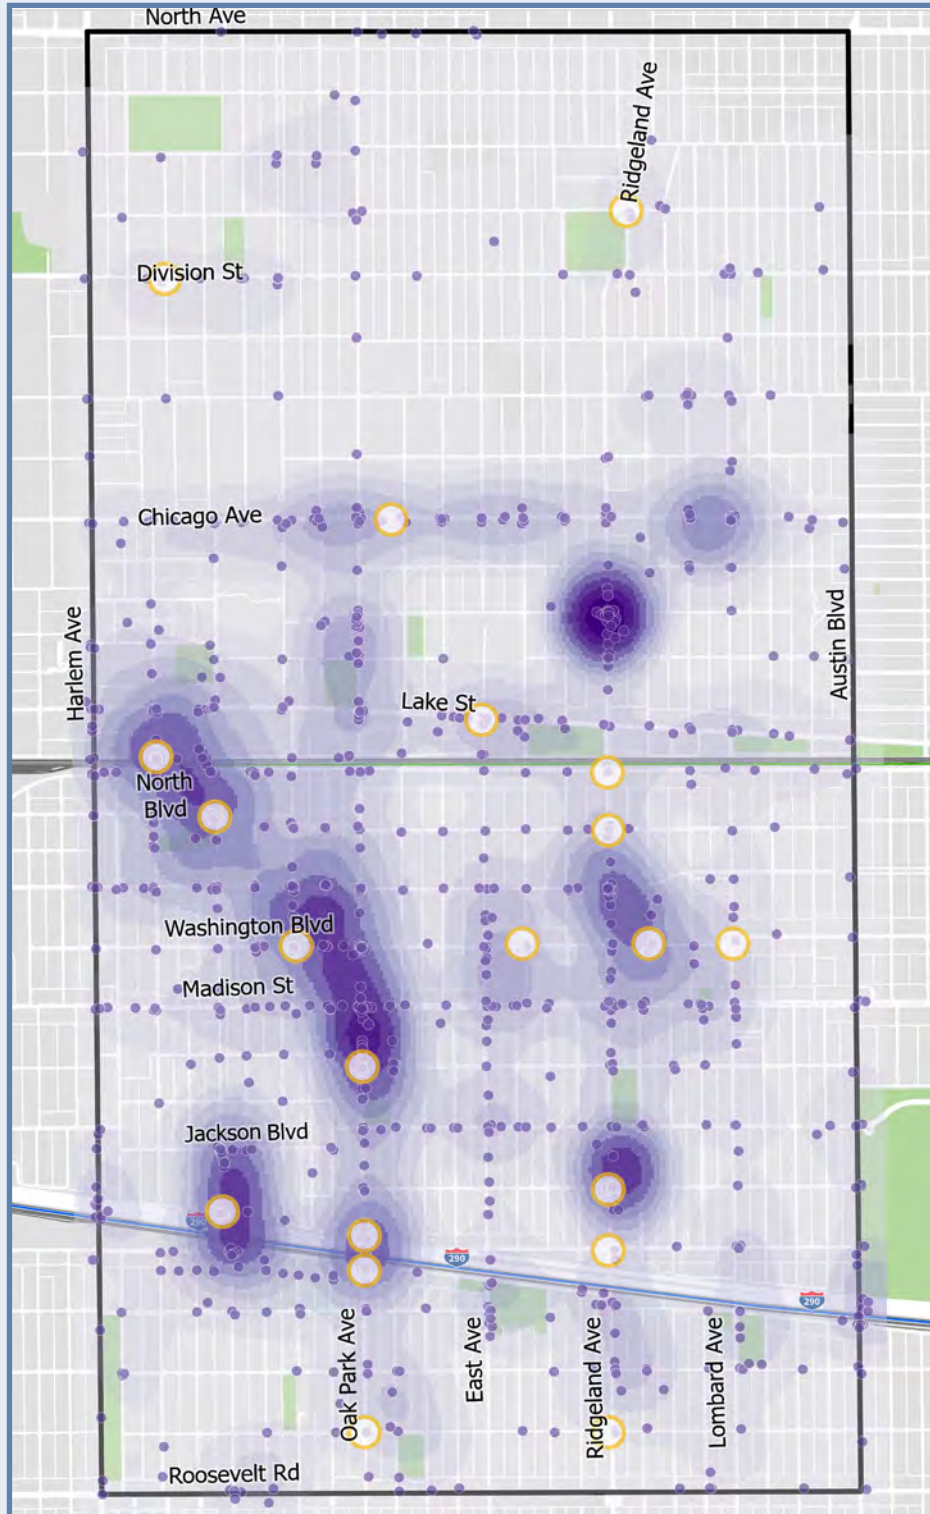 North Ave
Ridgeland Ave
Division St
Chicago Ave
Harlem Ave
Austin Blvd
Lake St
North
Blvd
Washington Blvd
Madison St
Jackson Blvd
290
290
290
Oak Park Ave
East Ave
Ridgeland Ave
Lombard Ave
Roosevelt Rd